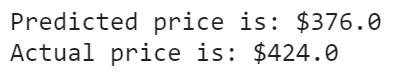 Predicted price is: $376.0
Actual price is: $424.0